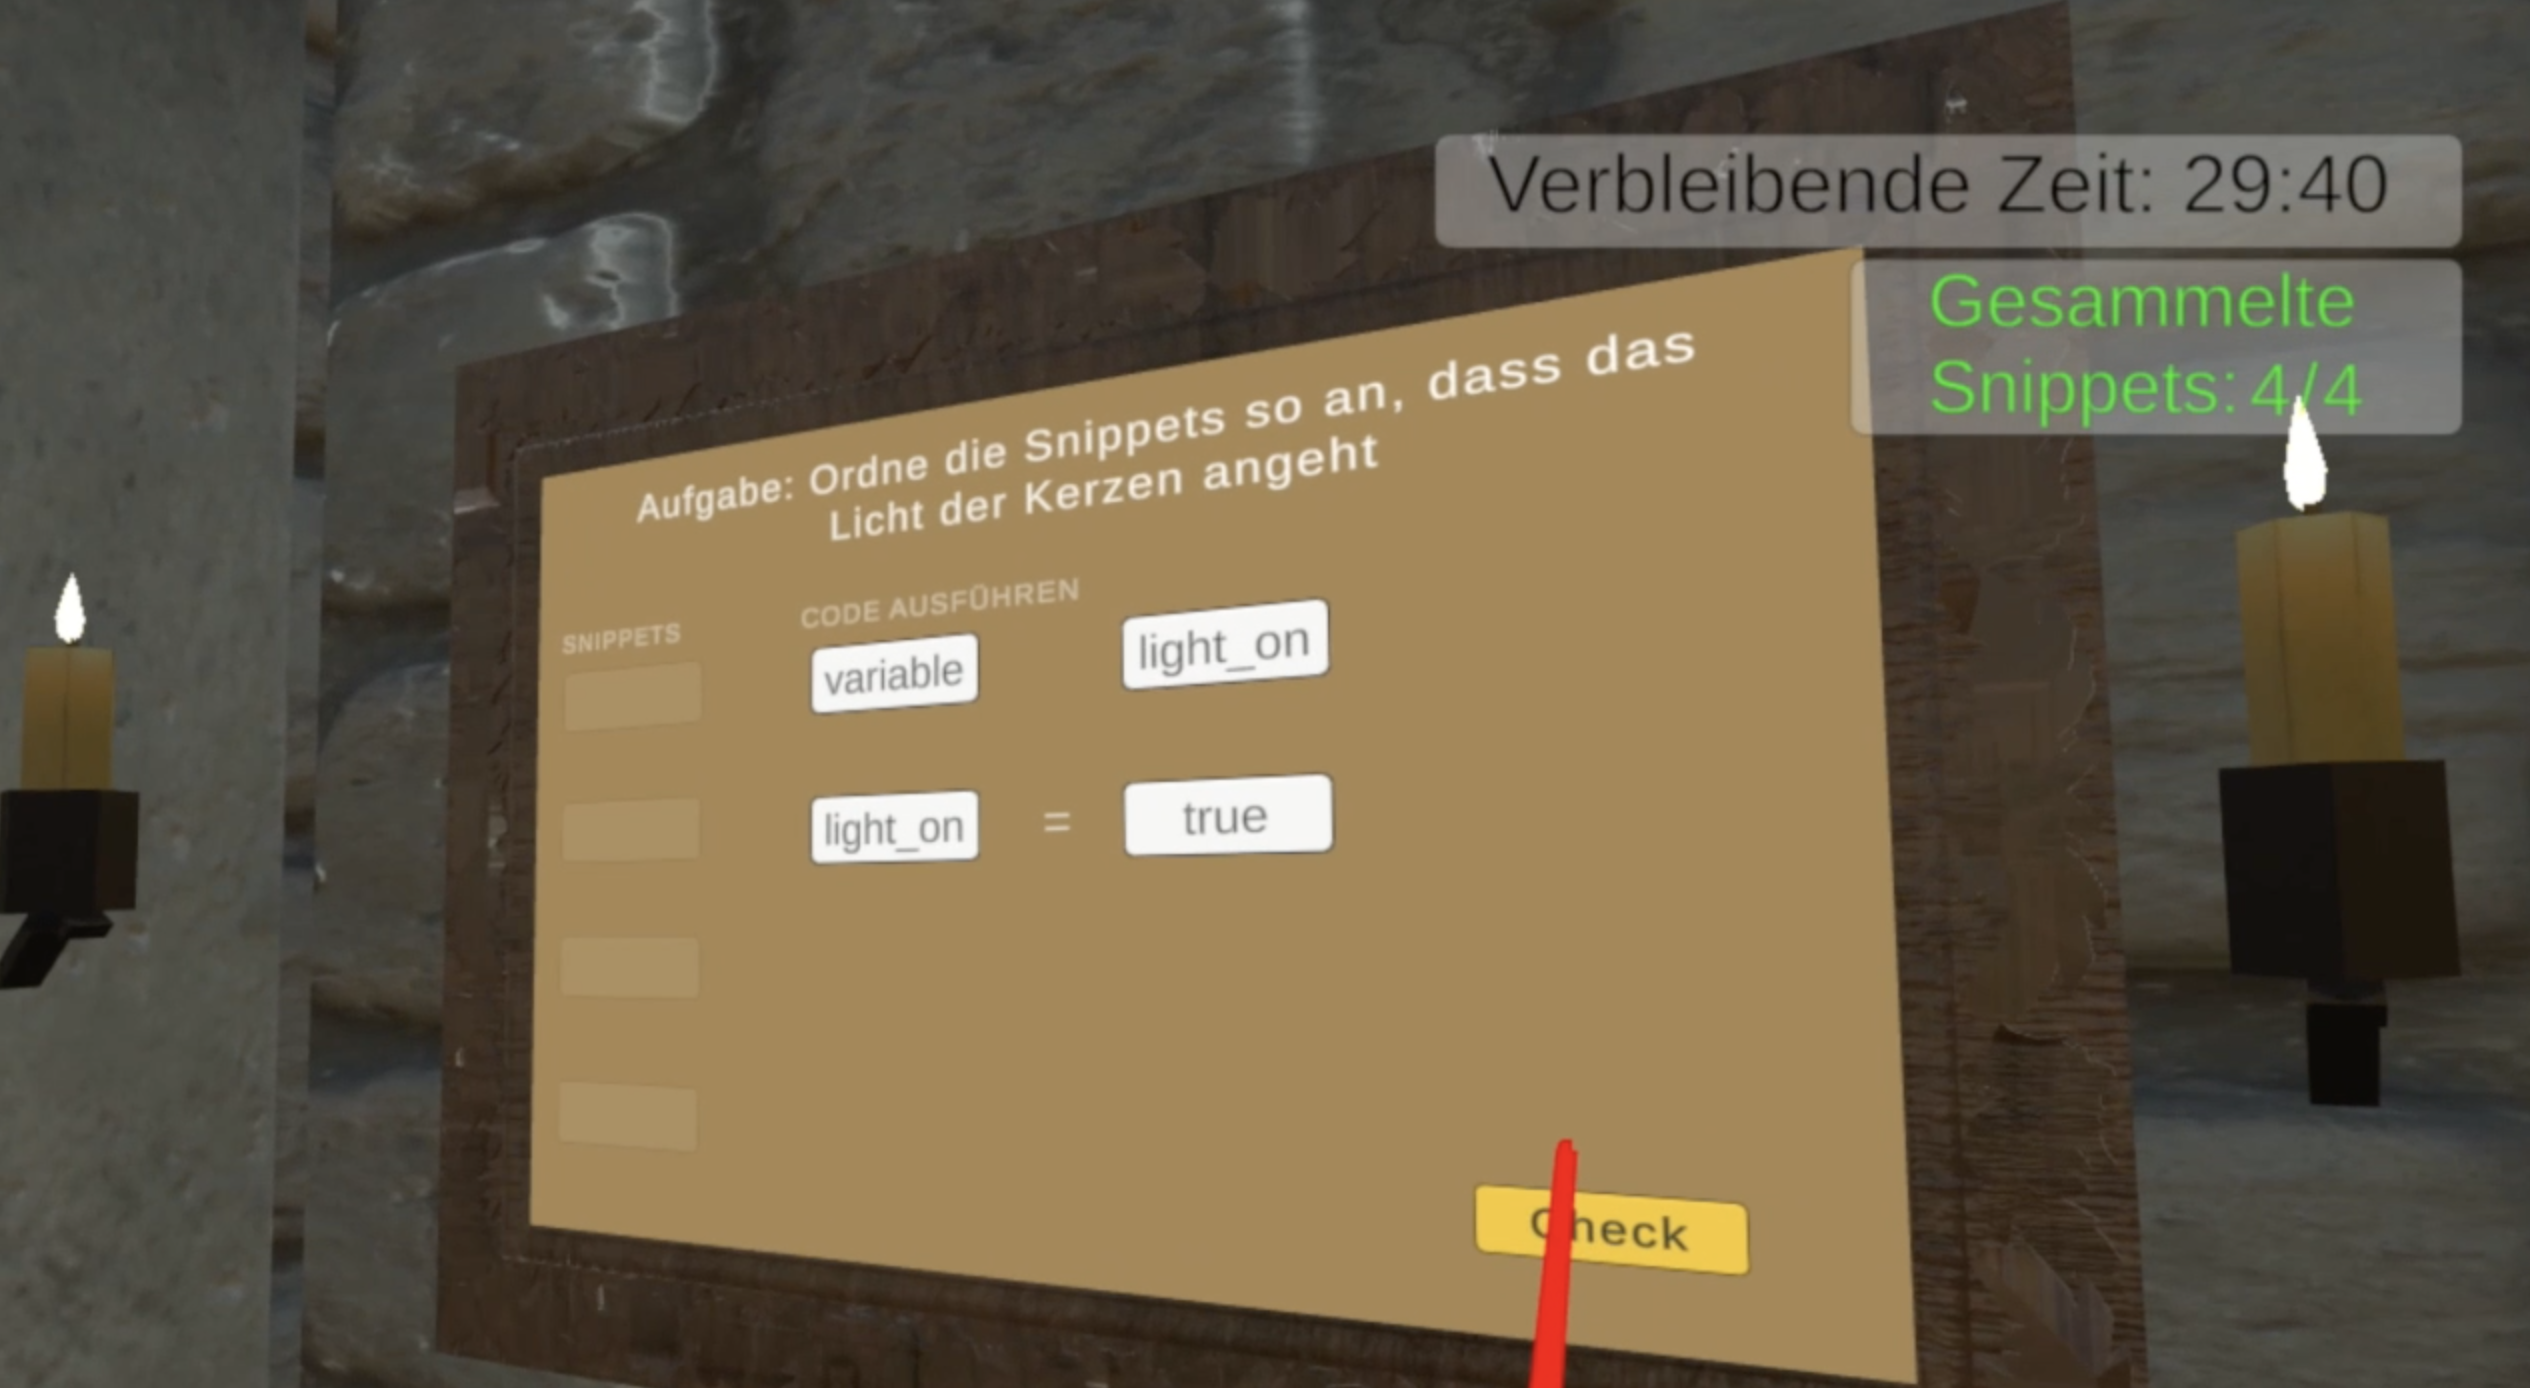 Verbleibende Zeit: 29:40
Gesammelte
Snippets: 4/4
Aufgabe: Ordne die Snippets so an, dass das
Licht der Kerzen angeht
SNIPPETS
CODE AUSFÜHREN
variable light_on
light_on = true
Check